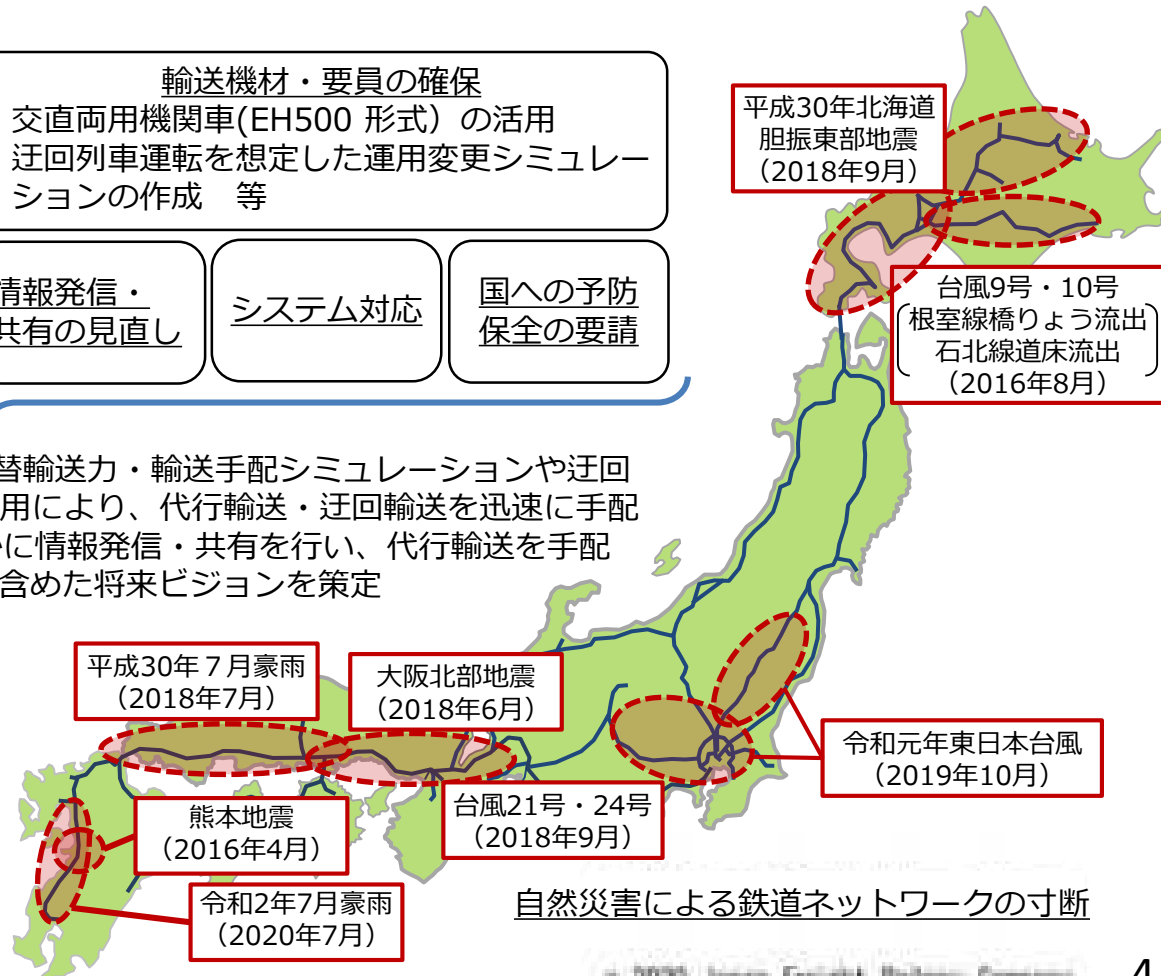 輸送機材・要員の確保
交直両用機関車(EH500 形式）の活用
迂回列車運転を想定した運用変更シミュレー
ションの作成　等
情報発信・
共有の見直し
システム対応
国への予防
保全の要請
替輸送力・輸送手配シミュレーションや迂回
用により、代行輸送・迂回輸送を迅速に手配
に情報発信・共有を行い、代行輸送を手配
含めた将来ビジョンを策定
平成30年北海道
胆振東部地震
（2018年9月）
台風9号・10号
根室線橋りょう流出
石北線道床流出
（2016年8月）
平成30年７月豪雨
（2018年7月）
大阪北部地震
（2018年6月）
令和元年東日本台風
（2019年10月）
台風21号・24号
（2018年9月）
熊本地震
（2016年4月）
令和2年7月豪雨
（2020年7月）
自然災害による鉄道ネットワークの寸断
4